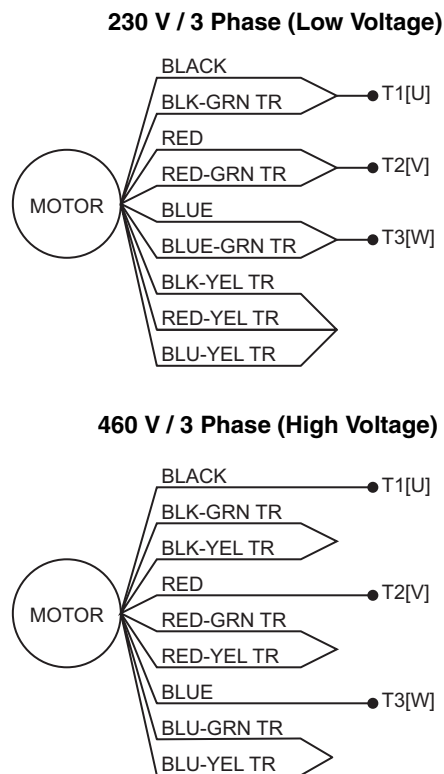 230 V / 3 Phase (Low Voltage)
BLACK
BLK-GRN TR
T1[U]
RED
RED-GRN TR
T2[V]
MOTOR
BLUE
BLUE-GRN TR
T3[W]
BLK-YEL TR
RED-YEL TR
BLU-YEL TR
460 V / 3 Phase (High Voltage)
BLACK
T1[U]
BLK-GRN TR
BLK-YEL TR
RED
T2[V]
MOTOR
RED-GRN TR
RED-YEL TR
BLUE
T3[W]
BLU-GRN TR
BLU-YEL TR